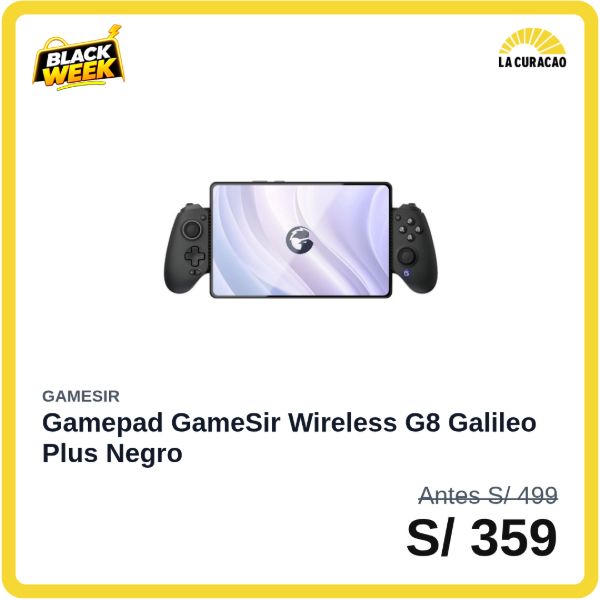 BLACK
WEEK
LA CURACAO
GAMESIR
Gamepad GameSir Wireless G8 Galileo
Plus Negro
Antes S/ 499
S/ 359